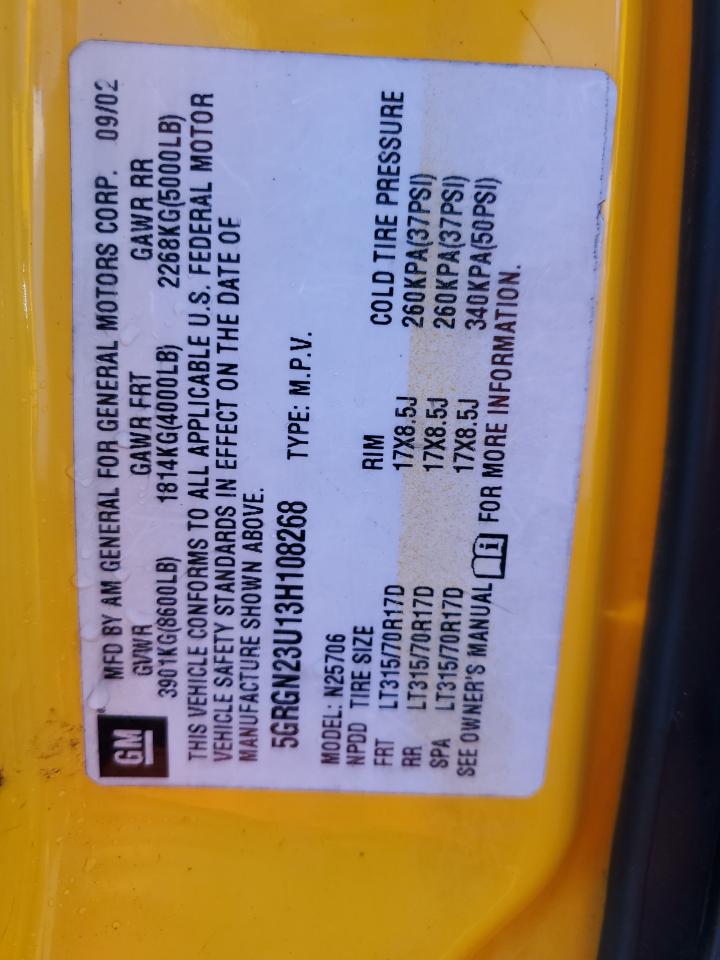 GM
MFD BY AM GENERAL FOR GENERAL MOTORS CORP. 09/02
GVWR GAWR FRT GAWR RR
3901KG(8600LB) 1814KG(4000LB) 2268KG(5000LB)
THIS VEHICLE CONFORMS TO ALL APPLICABLE U.S. FEDERAL MOTOR
VEHICLE SAFETY STANDARDS IN EFFECT ON THE DATE OF
MANUFACTURE SHOWN ABOVE.
5GRGN23U13H108268 TYPE: M.P.V.
MODEL: N25706
NPDD TIRE SIZE RIM COLD TIRE PRESSURE
FRT LT315/70R17D 17X8.5J 260KPA(37PSI)
RR LT315/70R17D 17X8.5J 260KPA(37PSI)
SPA LT315/70R17D 17X8.5J 340KPA(50PSI)
SEE OWNER'S MANUAL i FOR MORE INFORMATION.